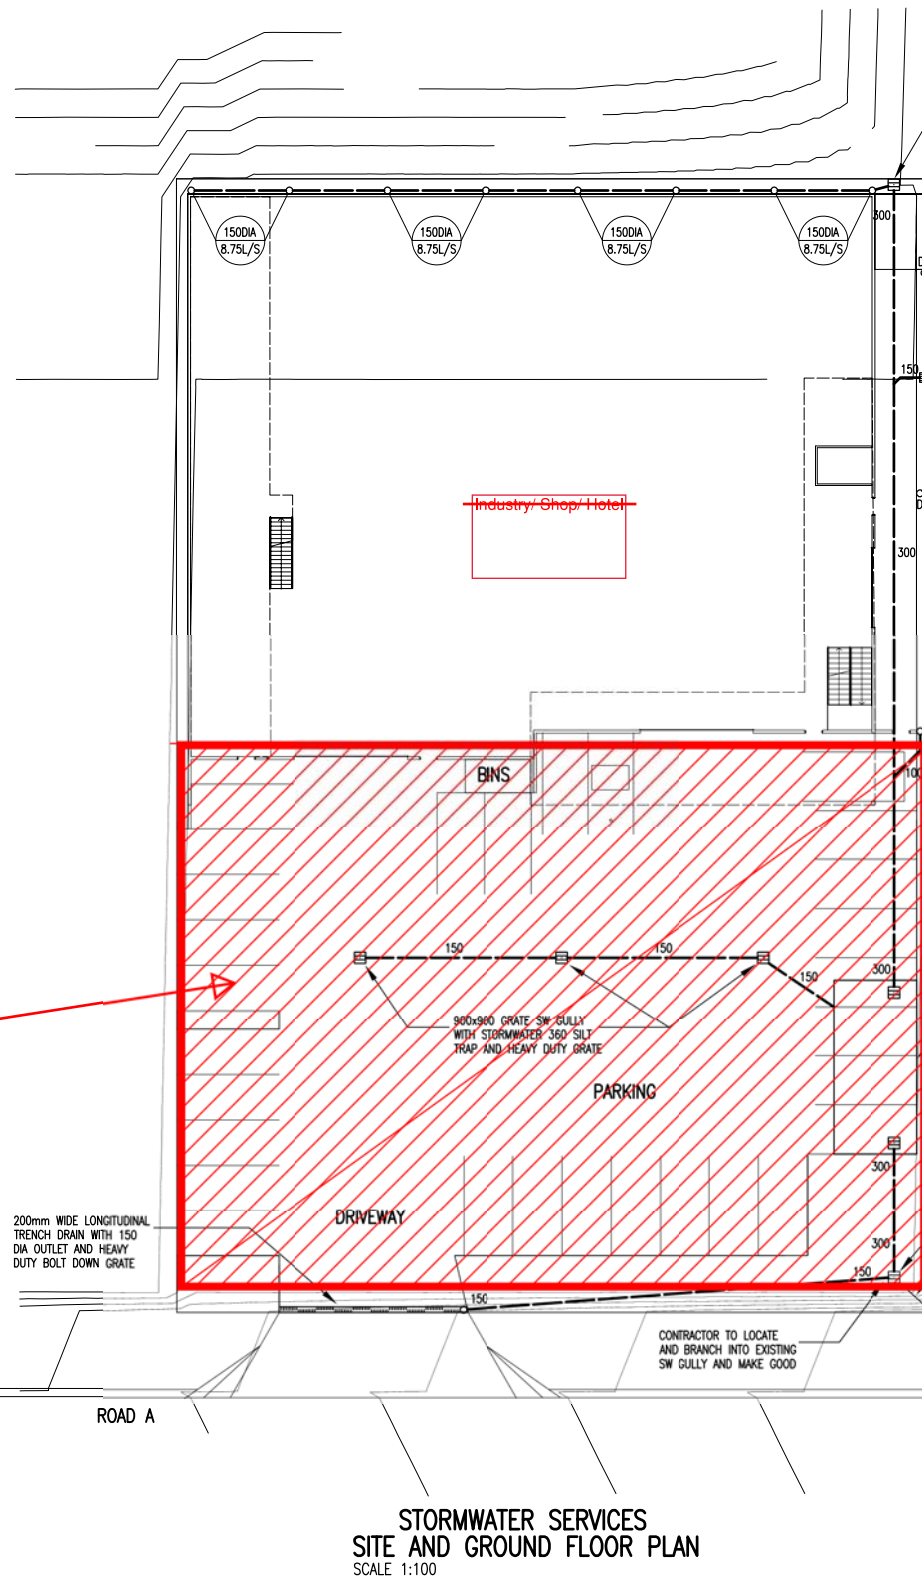 300
150DIA
8.75L/S
150DIA
8.75L/S
150DIA
8.75L/S
150DIA
8.75L/S
150
Industry/ Shop/ Hotel
300
BINS
100
150
150
150
300
900x900 GRATE SW GULLY
WITH STORMWATER 360 SILT
TRAP AND HEAVY DUTY GRATE
PARKING
300
200mm WIDE LONGITUDINAL
TRENCH DRAIN WITH 150
DIA OUTLET AND HEAVY
DUTY BOLT DOWN GRATE
DRIVEWAY
300
150
150
CONTRACTOR TO LOCATE
AND BRANCH INTO EXISTING
SW GULLY AND MAKE GOOD
ROAD A
STORMWATER SERVICES
SITE AND GROUND FLOOR PLAN
SCALE 1:100